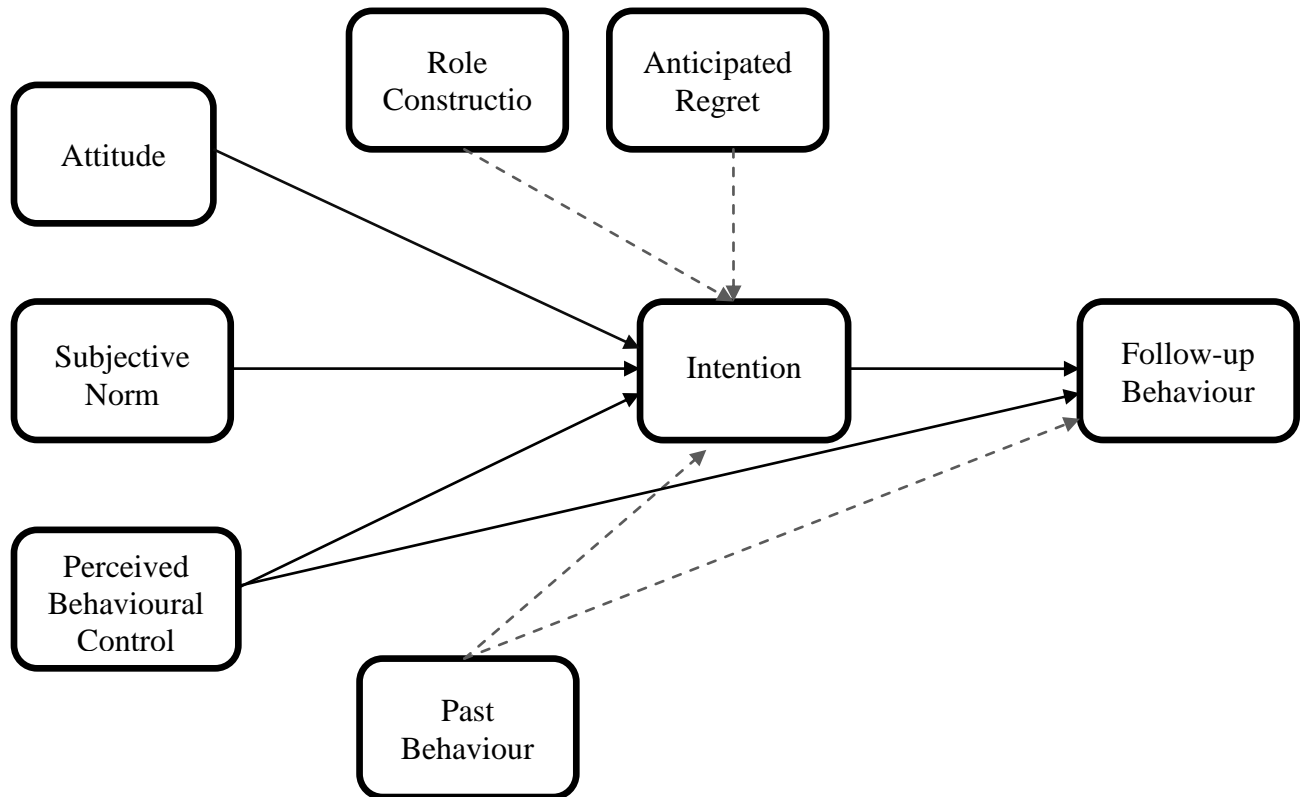 Role
Constructio
Anticipated
Regret
Attitude
Subjective
Norm
Intention
Follow-up
Behaviour
Perceived
Behavioural
Control
Past
Behaviour